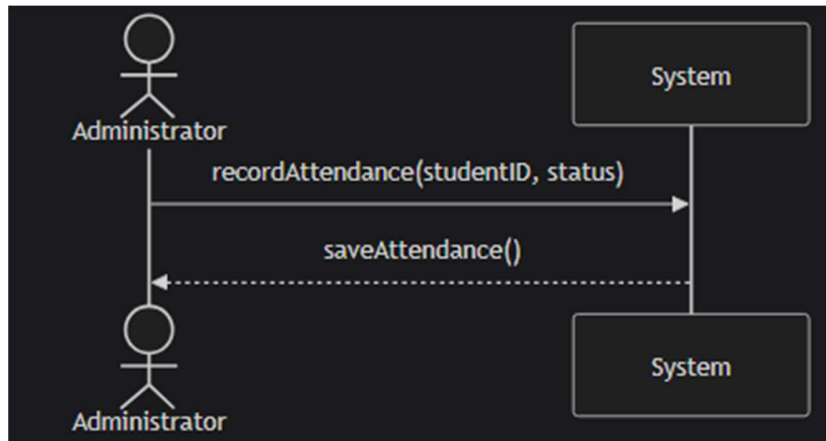 System
Administrator
recordAttendance(studentID, status)
saveAttendance()
System
Administrator